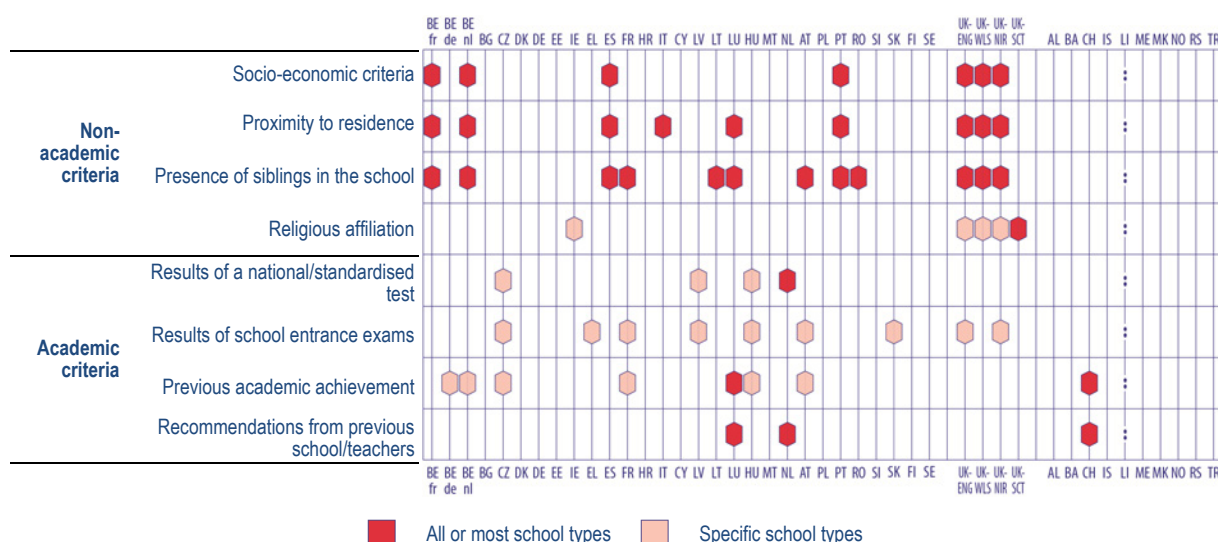 BE BE BE UK- UK- UK- UK-
fr de nl BG CZ DK DE EE IE EL ES FR HR IT CY LV LT LU HU MT NL AT PL PT RO SI SK FI SE ENG WLS NIR SCT AL BA CH IS LI ME MK NO RS TR
Socio-economic criteria :
Non-
academic
criteria
Proximity to residence :
Presence of siblings in the school :
Religious affiliation :
Academic
criteria
Results of a national/standardised
test :
Results of school entrance exams :
Previous academic achievement :
Recommendations from previous
school/teachers :
BE BE BE BG CZ DK DE EE IE EL ES FR HR IT CY LV LT LU HU MT NL AT PL PT RO SI SK FI SE UK- UK- UK- UK- AL BA CH IS LI ME MK NO RS TR
fr de nl ENG WLS NIR SCT
All or most school types Specific school types